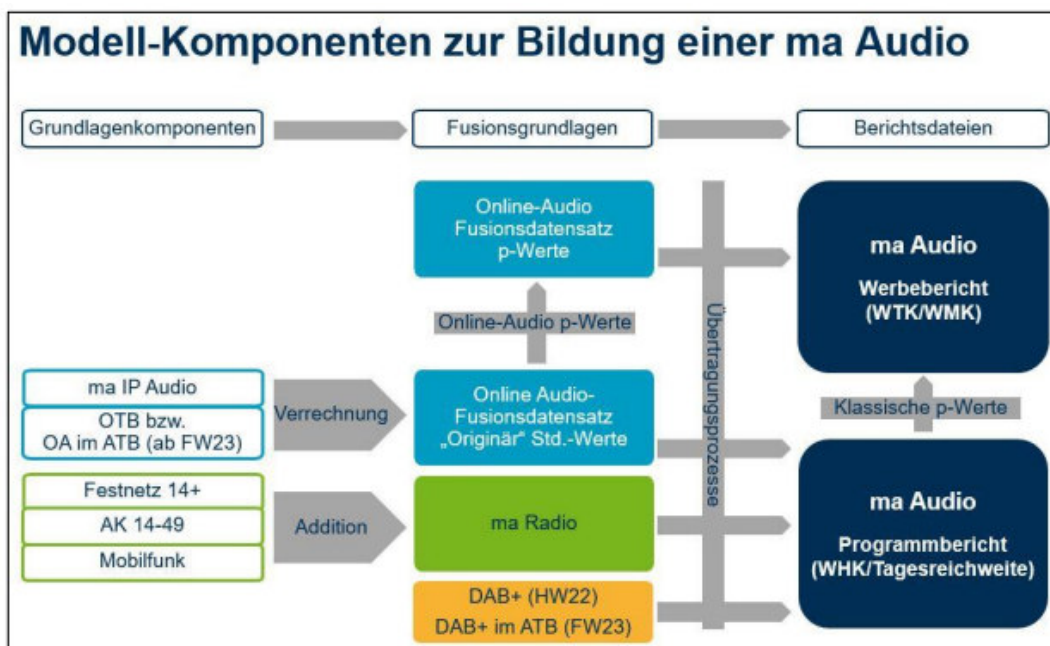 Modell-Komponenten zur Bildung einer ma Audio
Grundlagenkomponenten
Fusionsgrundlagen
Berichtsdateien
Online-Audio
Fusionsdatensatz
p-Werte
ma Audio
Werbebericht
(WTK/WMK)
Online-Audio p-Werte
Übertragungsprozesse
Klassische p-Werte
ma IP Audio
OTB bzw.
OA im ATB (ab FW23)
Verrechnung
Online Audio-
Fusionsdatensatz
„Originär“ Std.-Werte
Festnetz 14+
AK 14-49
Mobilfunk
Addition
ma Radio
ma Audio
Programmbericht
(WHK/Tagesreichweite)
DAB+ (HW22)
DAB+ im ATB (FW23)